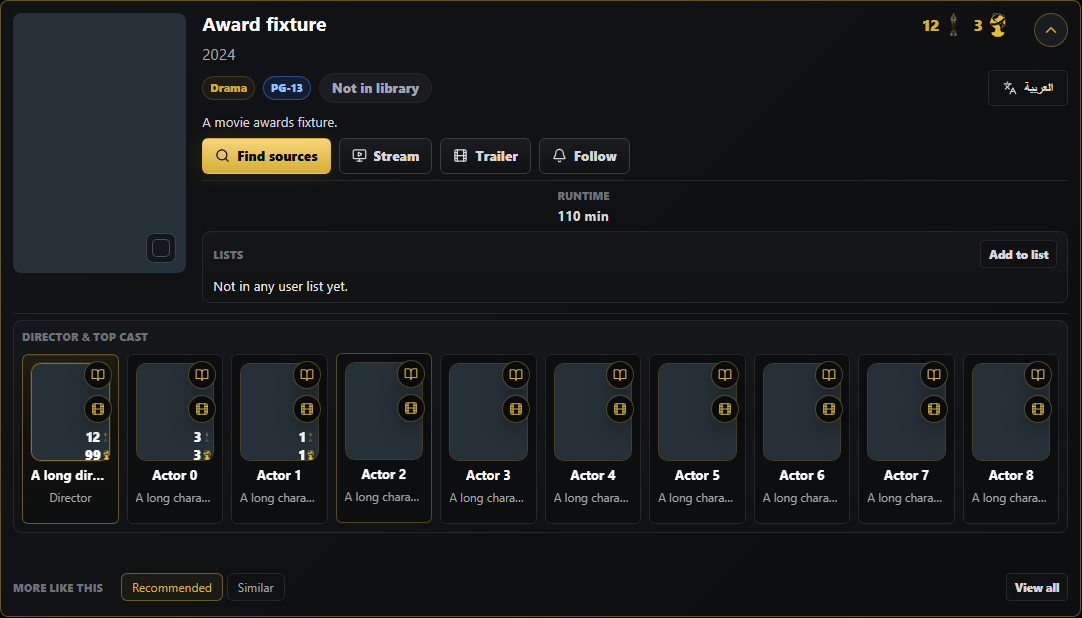 Award fixture
12 3
2024
Drama PG-13 Not in library
العربية
A movie awards fixture.
Find sources Stream Trailer Follow
RUNTIME
110 min
LISTS
Add to list
Not in any user list yet.
DIRECTOR & TOP CAST
12 3 1
99 3 1
A long dir... Actor 0 Actor 1 Actor 2 Actor 3 Actor 4 Actor 5 Actor 6 Actor 7 Actor 8
Director A long chara... A long chara... A long chara... A long chara... A long chara... A long chara... A long chara... A long chara... A long chara...
MORE LIKE THIS Recommended Similar View all